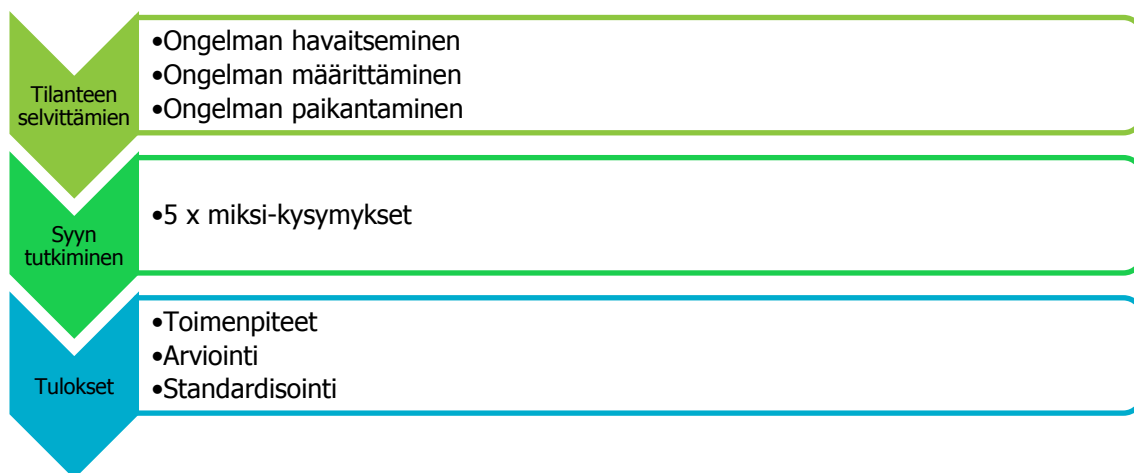 Tilanteen
selvittämien
•Ongelman havaitseminen
•Ongelman määrittäminen
•Ongelman paikantaminen
Syyn
tutkiminen
•5 x miksi-kysymykset
Tulokset
•Toimenpiteet
•Arviointi
•Standardisointi